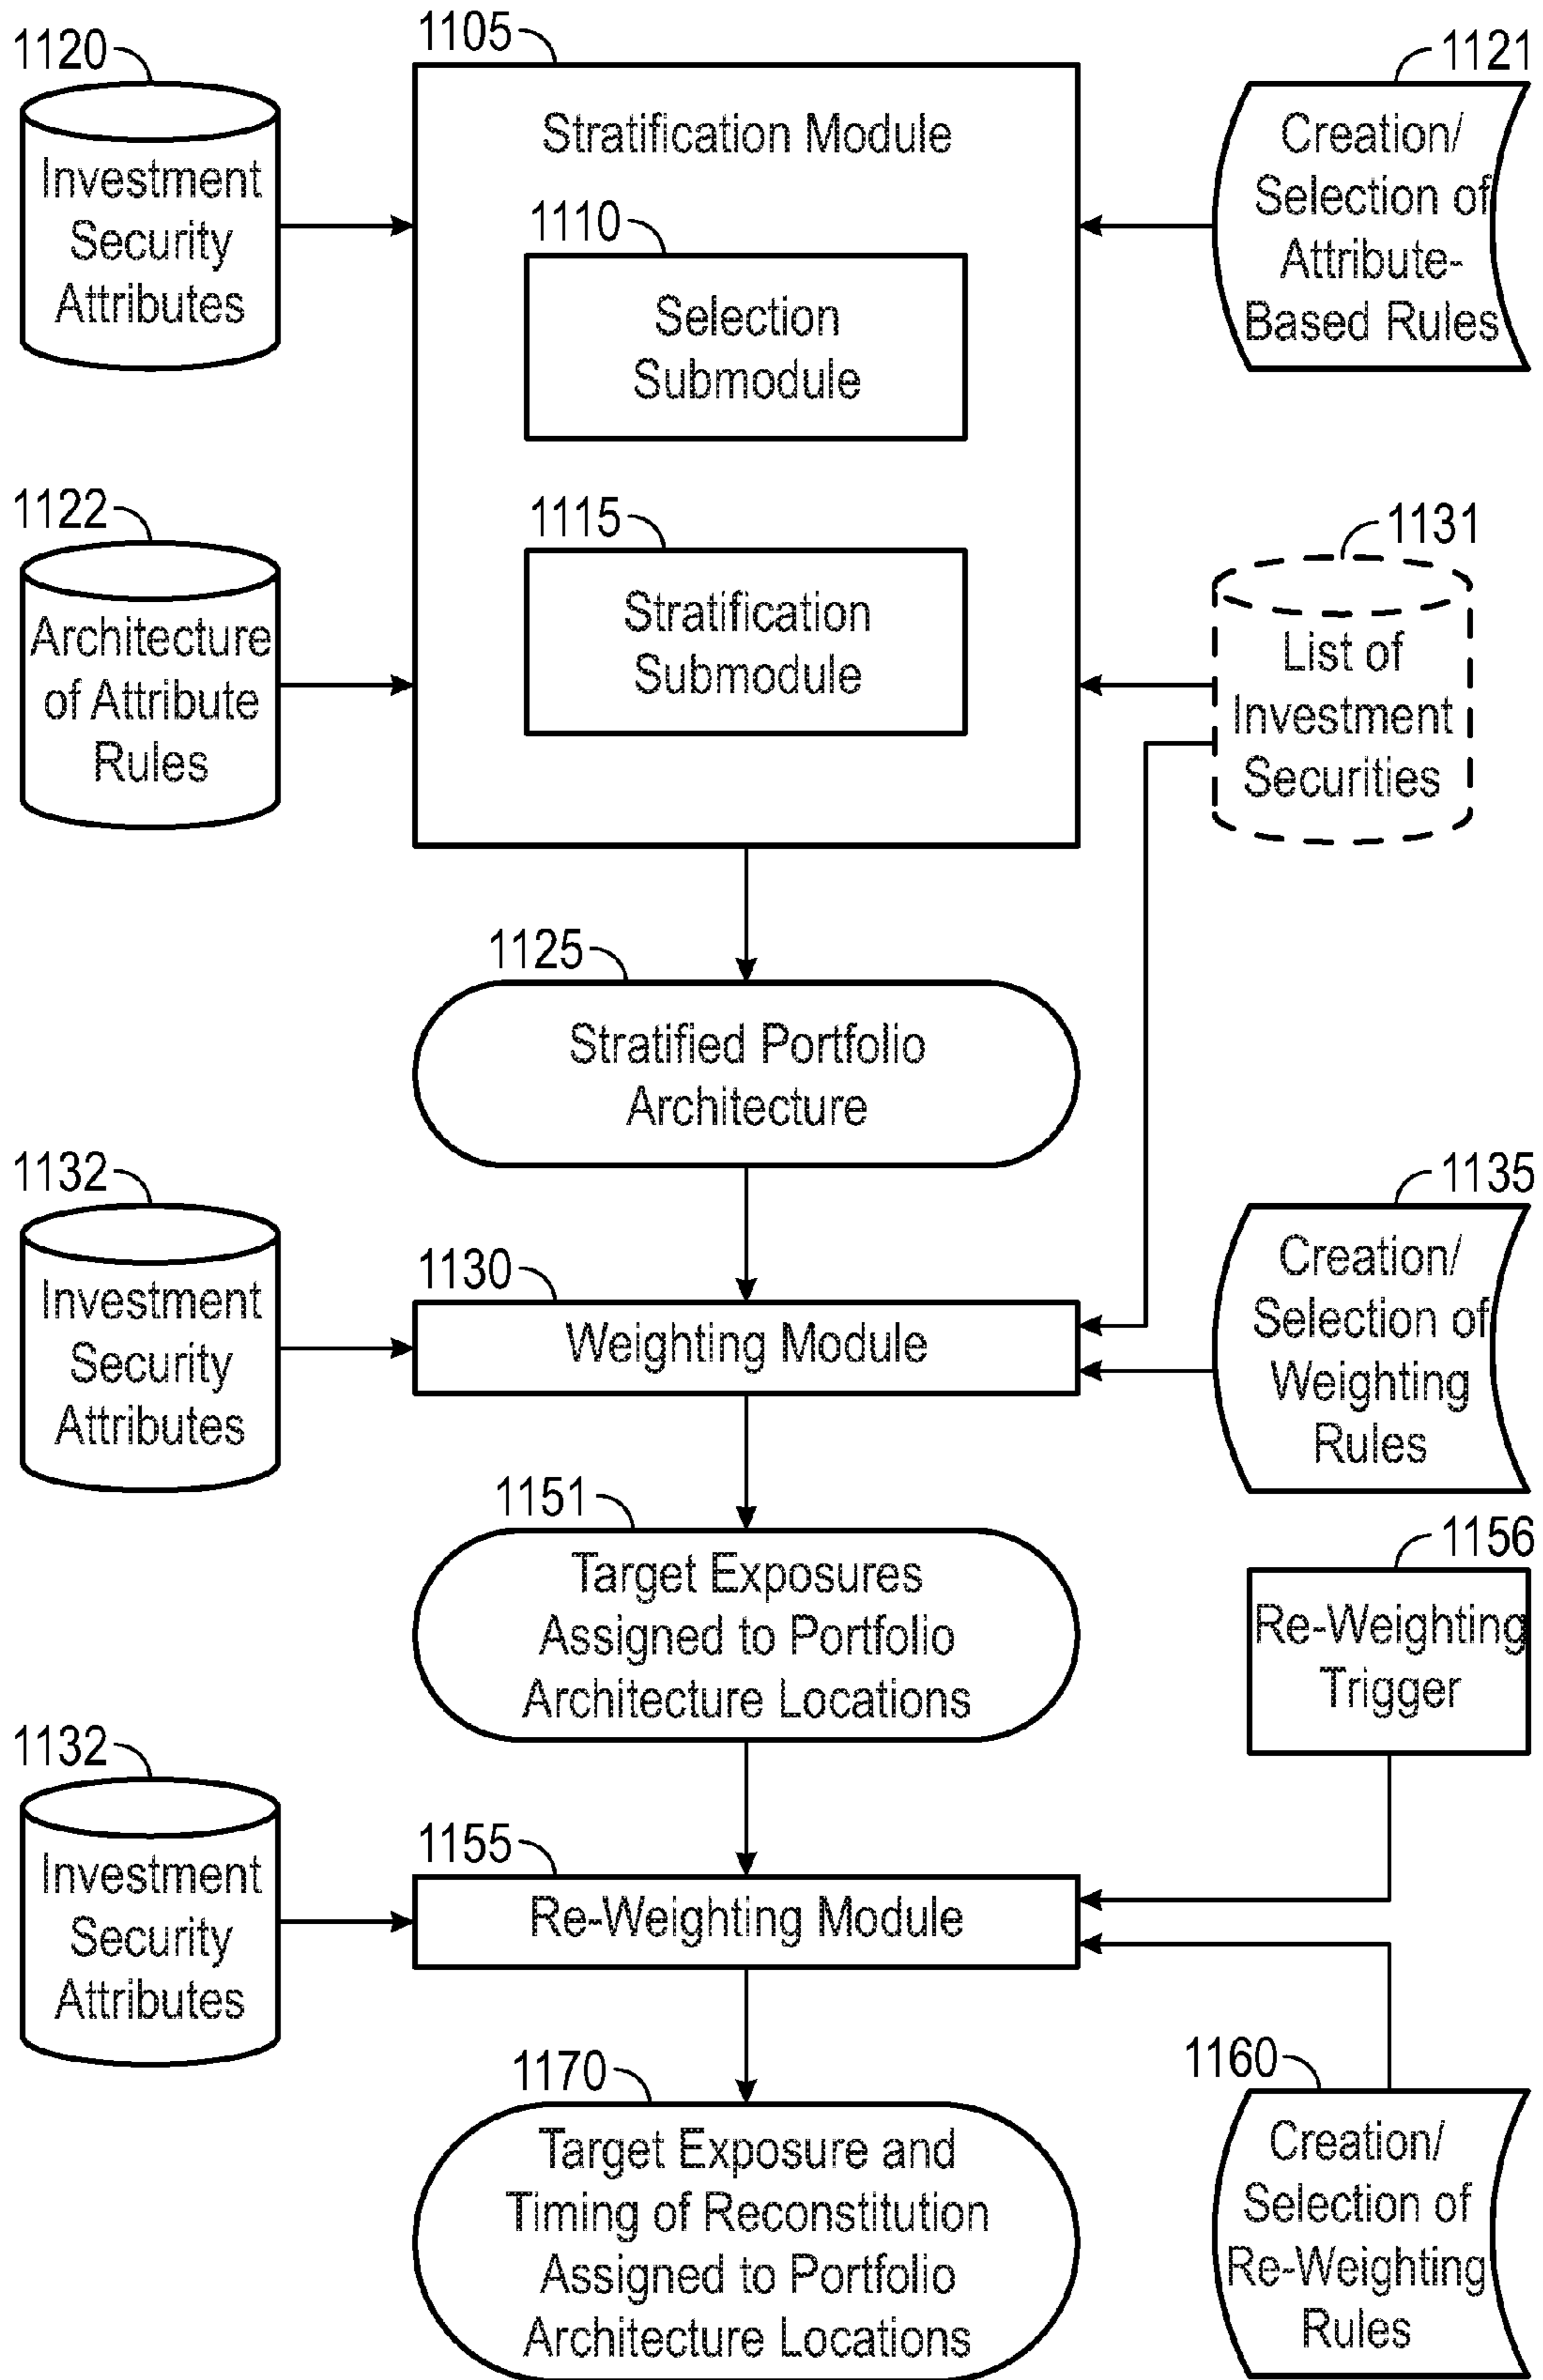 1120
Investment
Security
Attributes
1105
Stratification Module
1110
Selection
Submodule
1115
Stratification
Submodule
1121
Creation/
Selection of
Attribute-
Based Rules
1122
Architecture
of Attribute
Rules
1131
List of
Investment
Securities
1125
Stratified Portfolio
Architecture
1132
Investment
Security
Attributes
1130
Weighting Module
1135
Creation/
Selection of
Weighting
Rules
1151
Target Exposures
Assigned to Portfolio
Architecture Locations
1156
Re-Weighting
Trigger
1132
Investment
Security
Attributes
1155
Re-Weighting Module
1160
Creation/
Selection of
Re-Weighting
Rules
1170
Target Exposure and
Timing of Reconstitution
Assigned to Portfolio
Architecture Locations